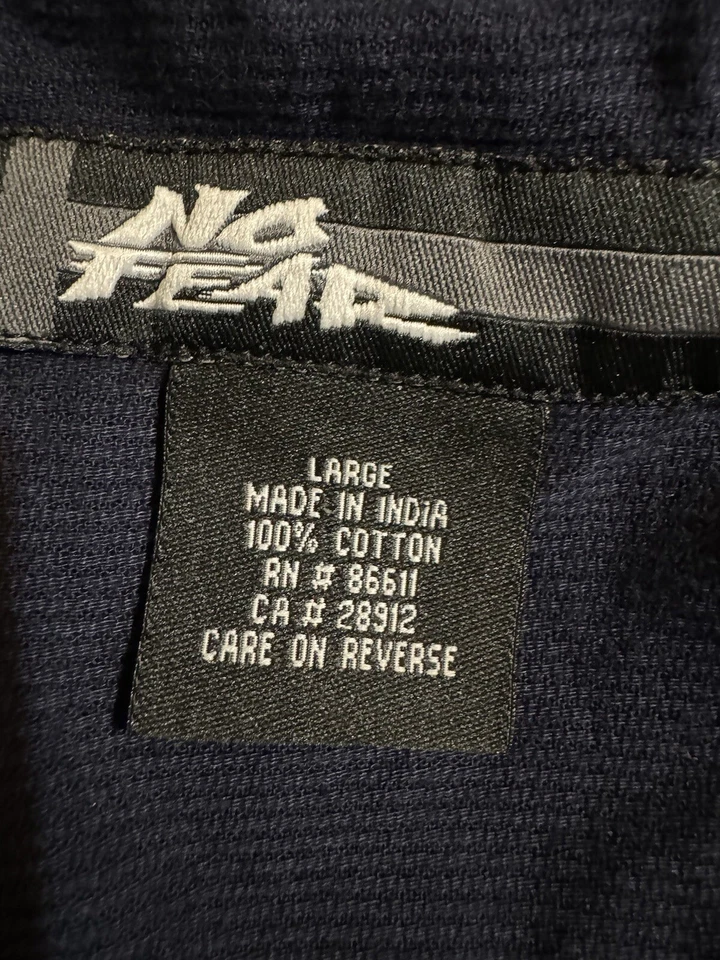 NO
FEAR
LARGE
MADE IN INDIA
100% COTTON
RN # 86611
CA # 28912
CARE ON REVERSE